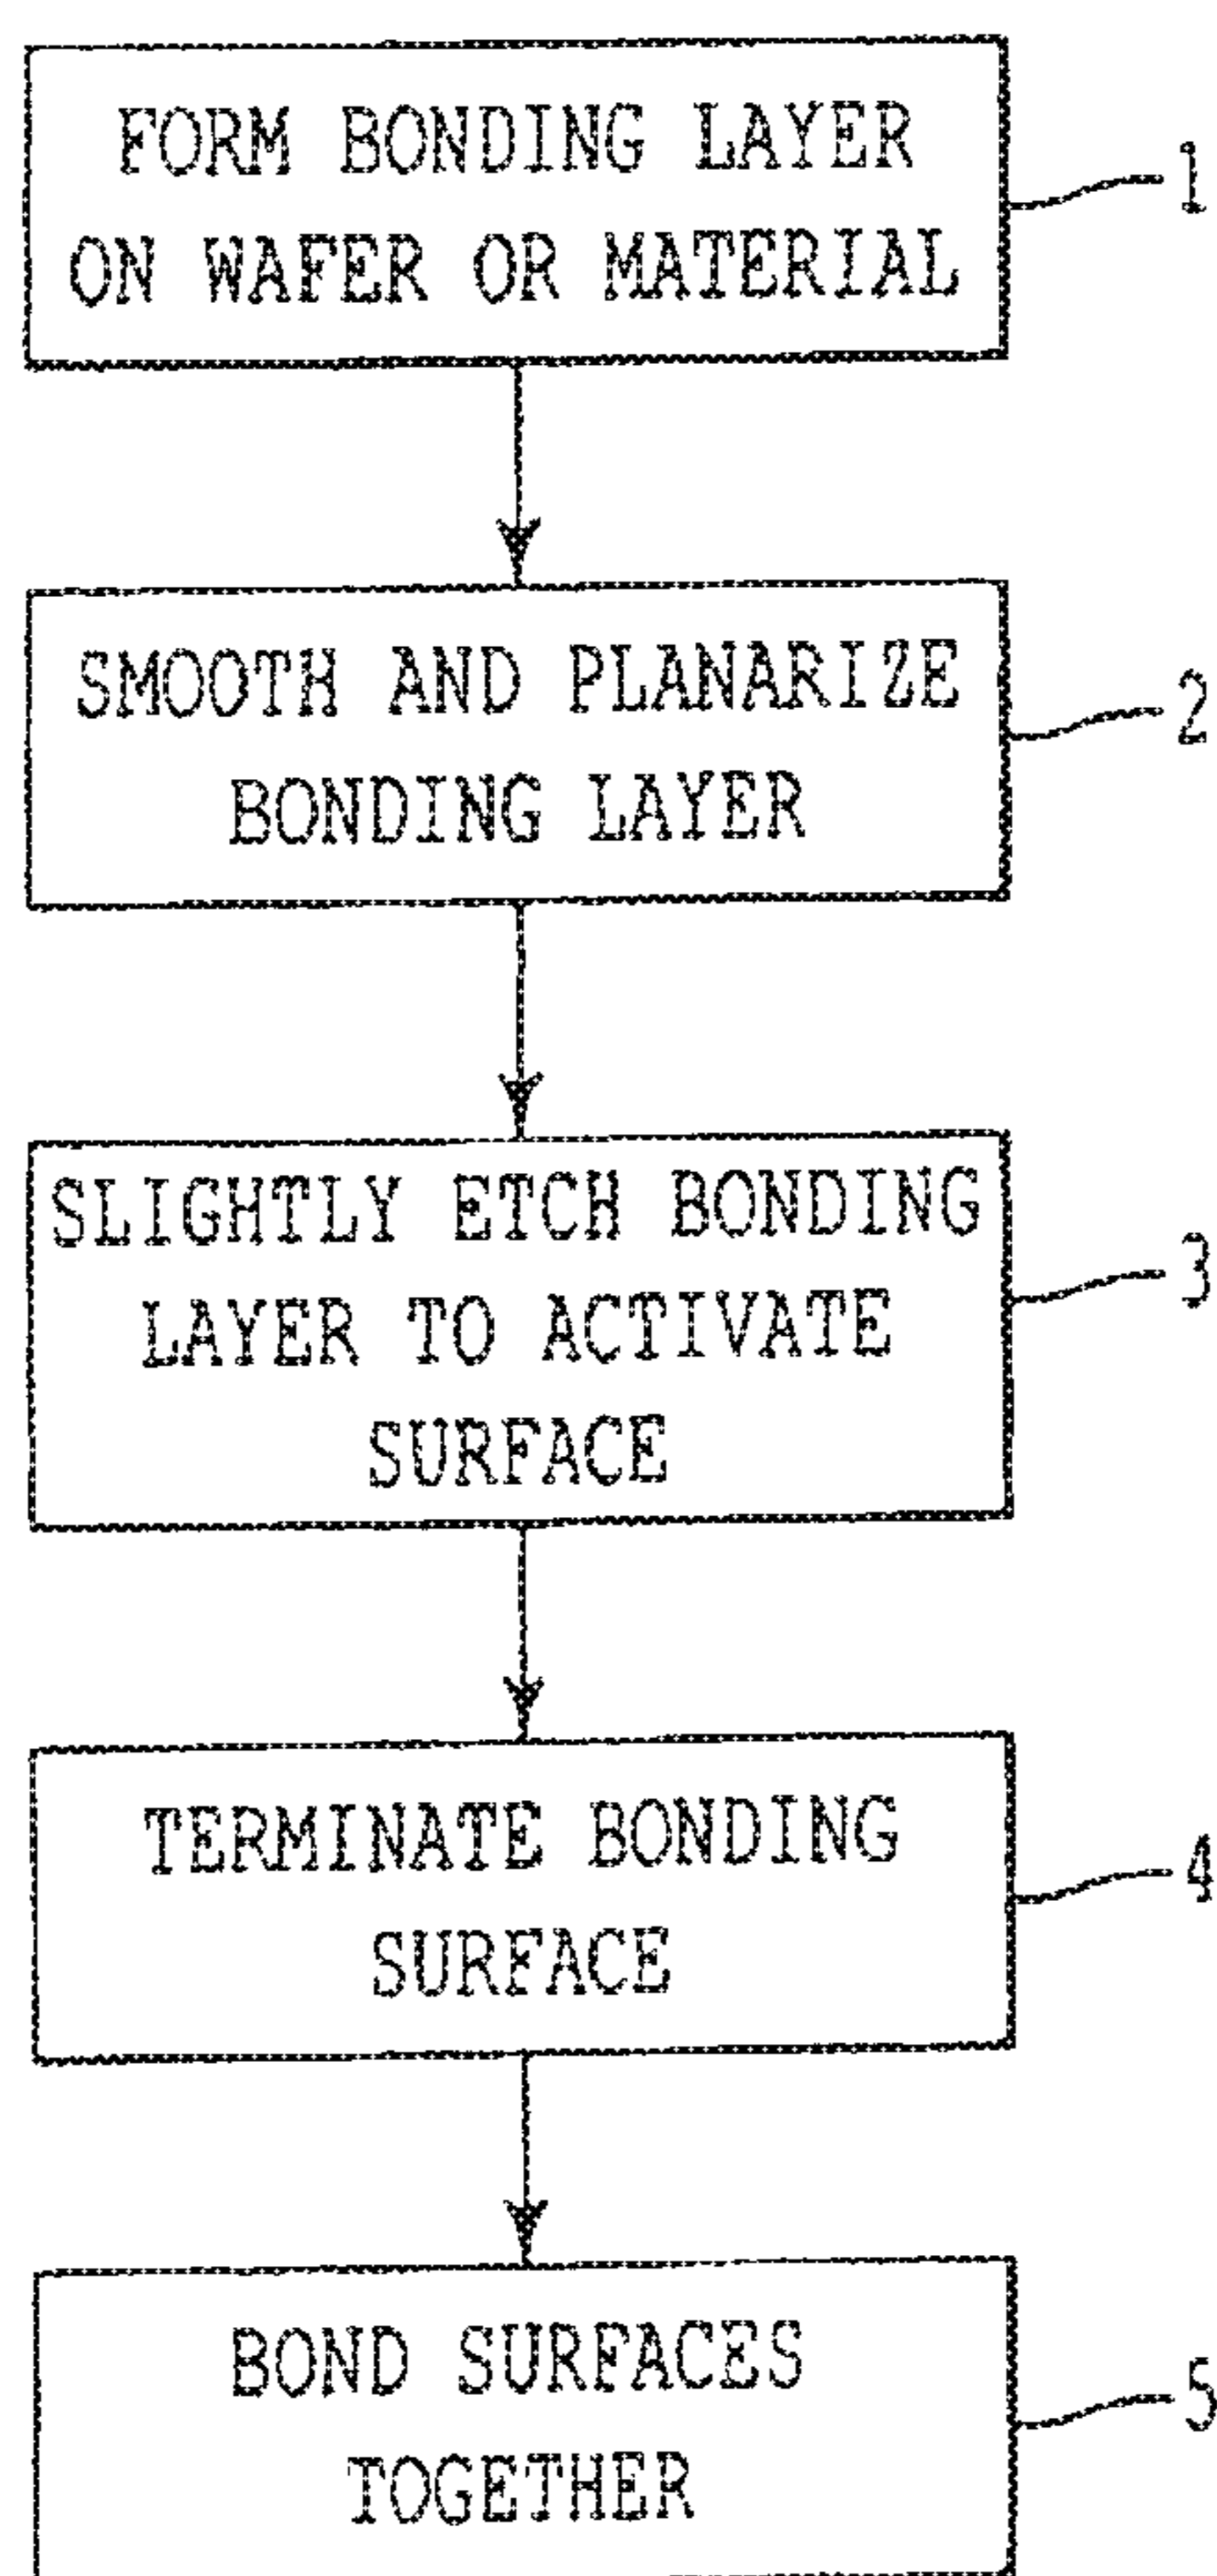 FORM BONDING LAYER
ON WAFER OR MATERIAL
1
SMOOTH AND PLANARIZE
BONDING LAYER
2
SLIGHTLY ETCH BONDING
LAYER TO ACTIVATE
SURFACE
3
TERMINATE BONDING
SURFACE
4
BOND SURFACES
TOGETHER
5